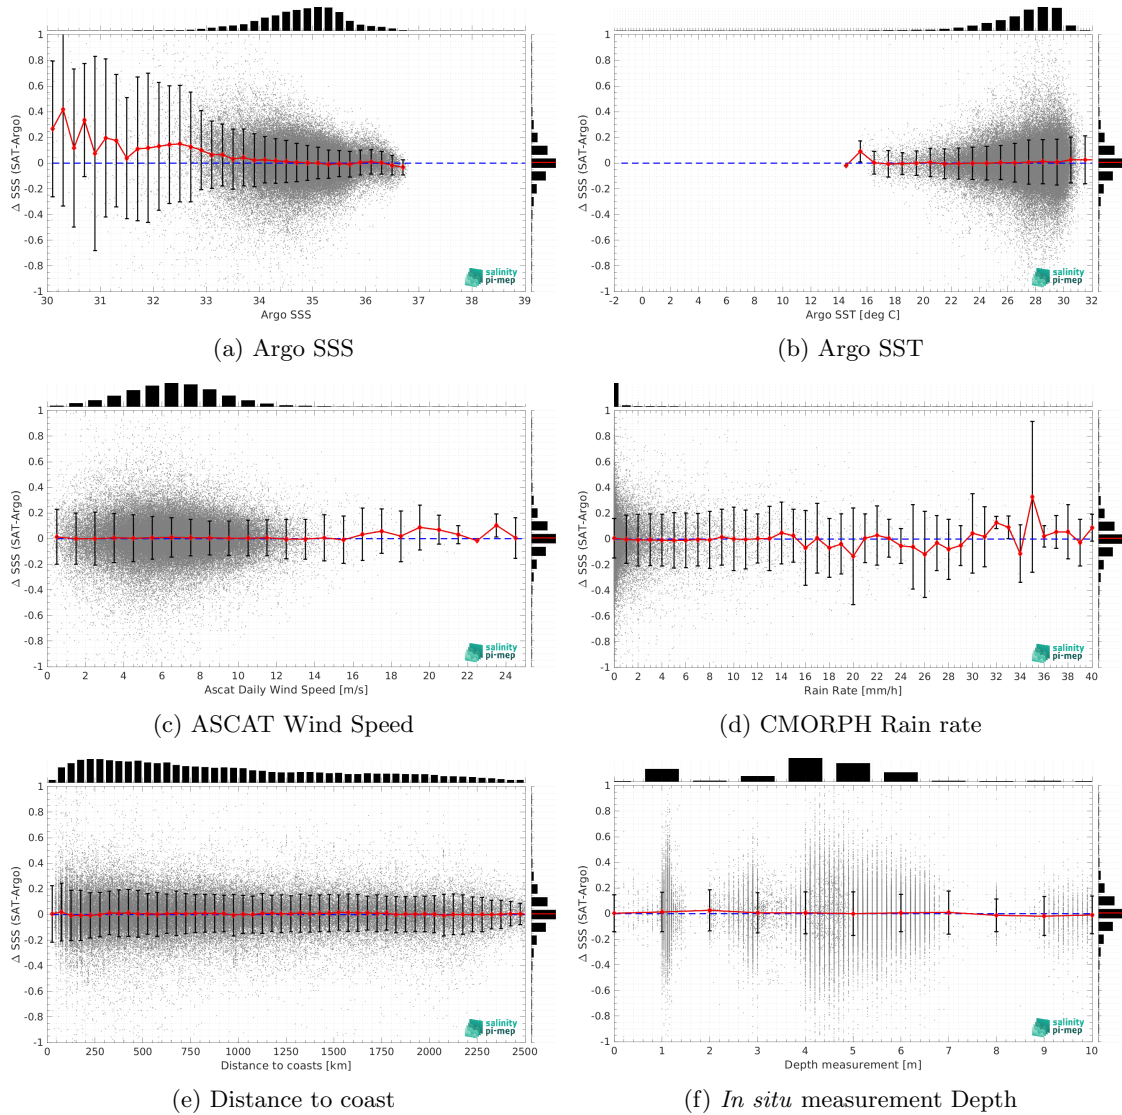 1
0.8
0.6
0.4
0.2
0
-0.2
-0.4
-0.6
-0.8
-1
Δ SSS (SAT-Argo)
30 31 32 33 34 35 36 37 38 39
Argo SSS
salinity
pi-mep
(a) Argo SSS
1
0.8
0.6
0.4
0.2
0
-0.2
-0.4
-0.6
-0.8
-1
Δ SSS (SAT-Argo)
-2 0 2 4 6 8 10 12 14 16 18 20 22 24 26 28 30 32
Argo SST [deg C]
salinity
pi-mep
(b) Argo SST
1
0.8
0.6
0.4
0.2
0
-0.2
-0.4
-0.6
-0.8
-1
Δ SSS (SAT-Argo)
0 2 4 6 8 10 12 14 16 18 20 22 24
Ascat Daily Wind Speed [m/s]
salinity
pi-mep
(c) ASCAT Wind Speed
1
0.8
0.6
0.4
0.2
0
-0.2
-0.4
-0.6
-0.8
-1
Δ SSS (SAT-Argo)
0 2 4 6 8 10 12 14 16 18 20 22 24 26 28 30 32 34 36 38 40
Rain Rate [mm/h]
salinity
pi-mep
(d) CMORPH Rain rate
1
0.8
0.6
0.4
0.2
0
-0.2
-0.4
-0.6
-0.8
-1
Δ SSS (SAT-Argo)
0 250 500 750 1000 1250 1500 1750 2000 2250 2500
Distance to coasts [km]
salinity
pi-mep
(e) Distance to coast
1
0.8
0.6
0.4
0.2
0
-0.2
-0.4
-0.6
-0.8
-1
Δ SSS (SAT-Argo)
0 1 2 3 4 5 6 7 8 9 10
Depth measurement [m]
salinity
pi-mep
(f) In situ measurement Depth